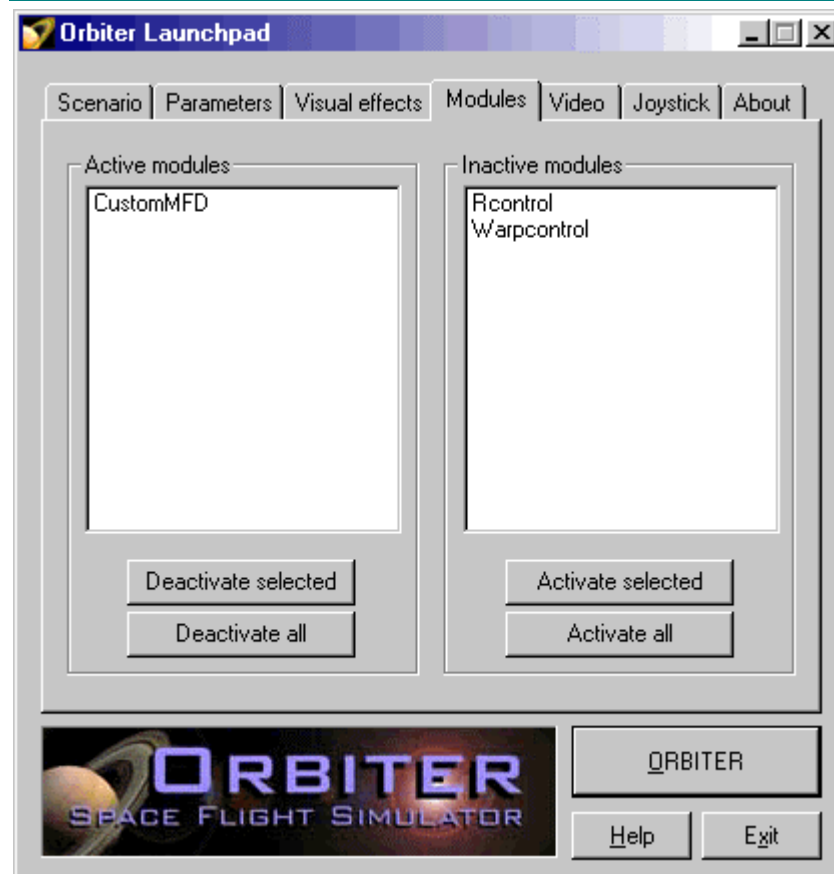 Orbiter Launchpad
Scenario Parameters Visual effects Modules Video Joystick About
Active modules
CustomMFD
Deactivate selected
Deactivate all
Inactive modules
Rcontrol
Warpcontrol
Activate selected
Activate all
ORBITER
SPACE FLIGHT SIMULATOR
ORBITER
Help Exit